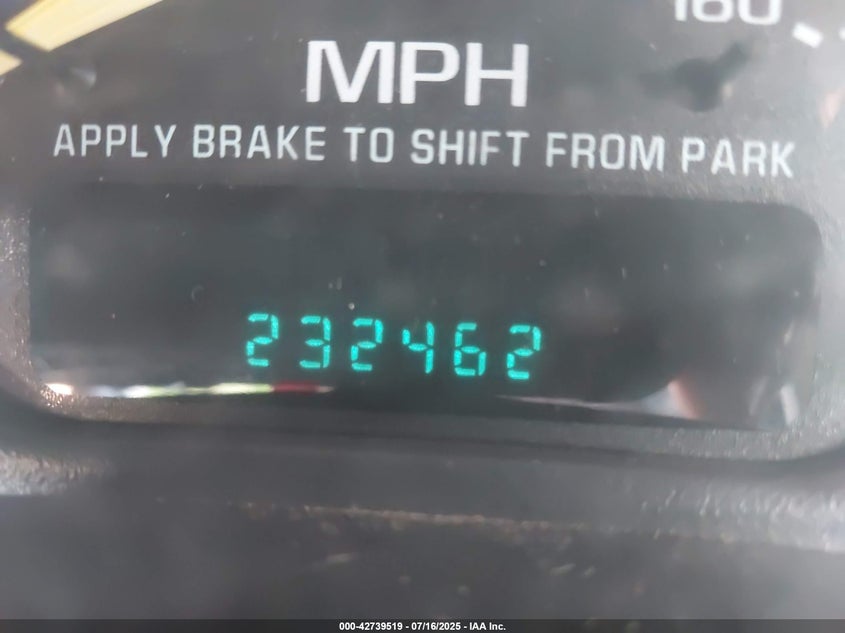 160
MPH
APPLY BRAKE TO SHIFT FROM PARK
232462
000-42739519 - 07/16/2025 - IAA Inc.